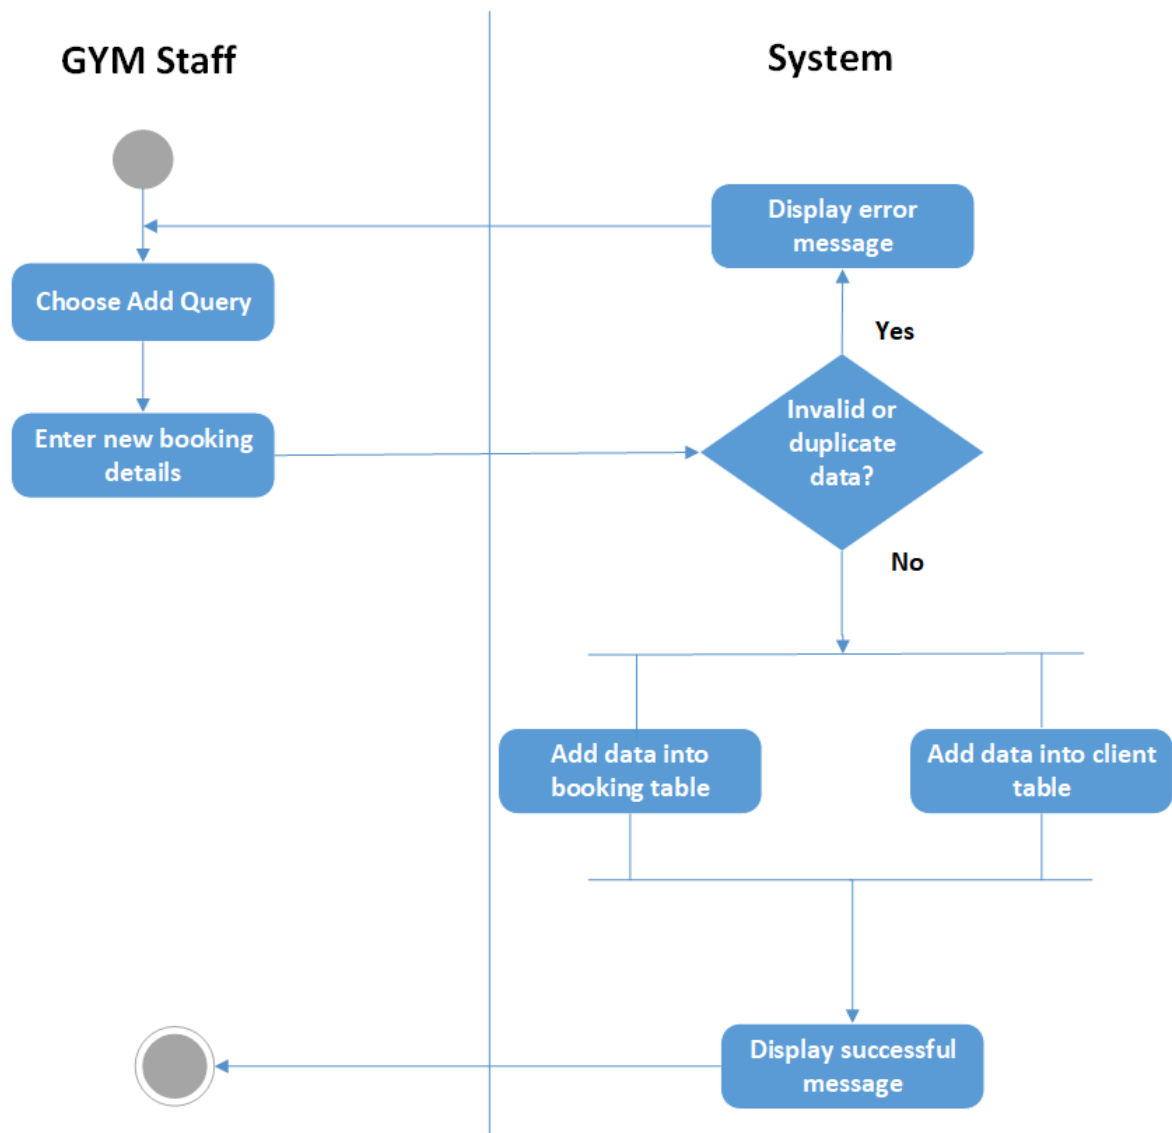 GYM Staff
System
Display error
message
Choose Add Query
Yes
Enter new booking
details
Invalid or
duplicate
data?
No
Add data into
booking table
Add data into client
table
Display successful
message